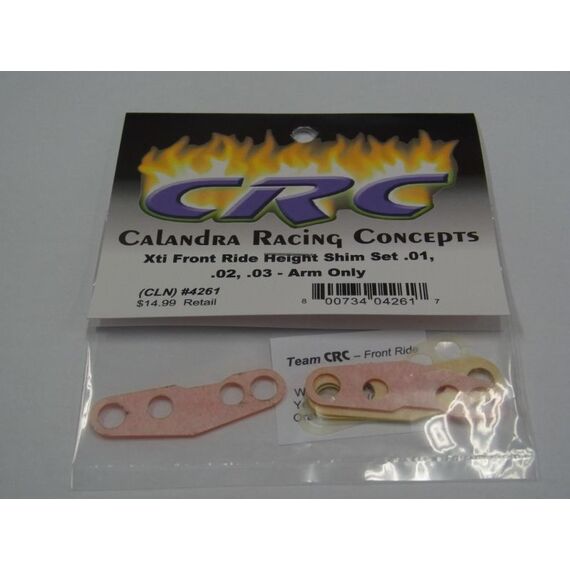 CRC
Calandra Racing Concepts
Xti Front Ride Height Shim Set .01,
.02, .03 - Arm Only
(CLN) #4261
$14.99 Retail
8 00734 04261 7
Team CRC – Front Ride